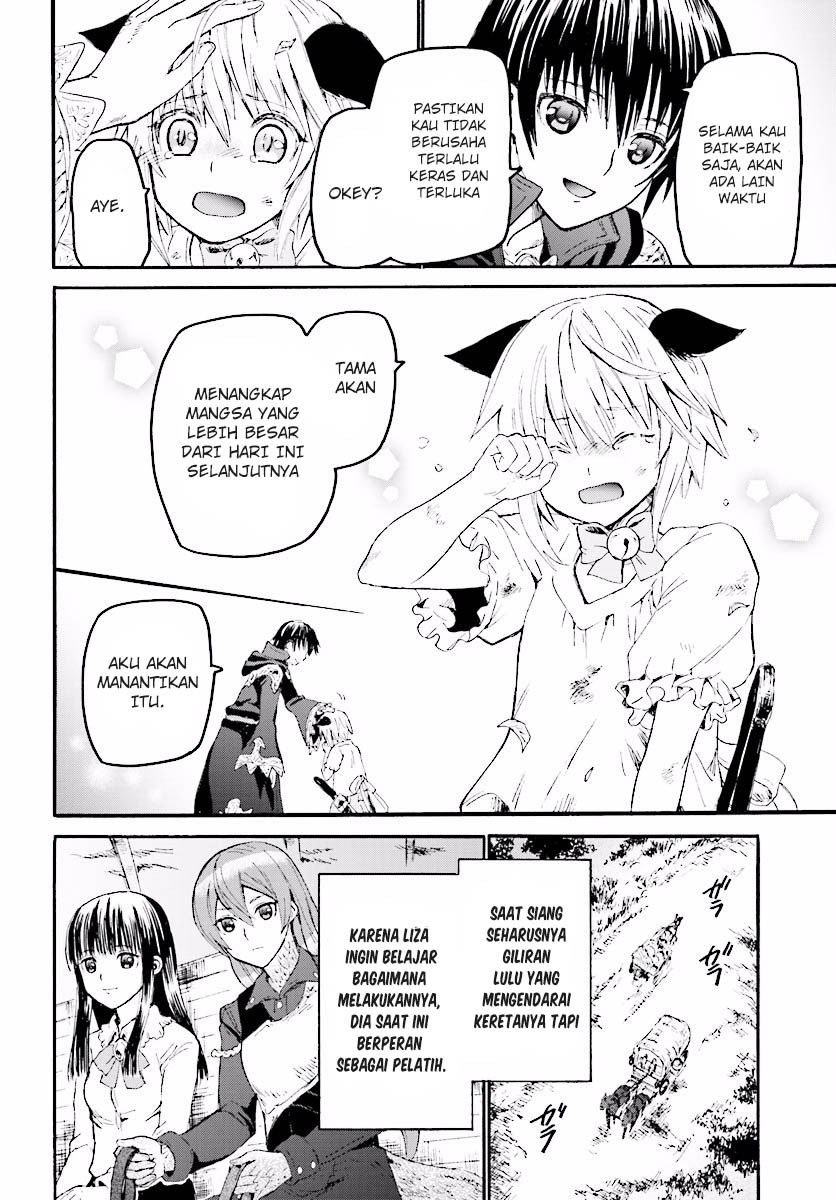 SELAMA KAU
BAIK-BAIK
SAJA, AKAN
ADA LAIN
WAKTU
PASTIKAN
KAU TIDAK
BERUSAHA
TERLALU
KERAS DAN
TERLUKA
OKEY?
AYE.
TAMA
AKAN
MENANGKAP
MANGSA YANG
LEBIH BESAR
DARI HARI INI
SELANJUTNYA
AKU AKAN
MANANTIKAN
ITU.
ガラ
ガラ
ガラ
SAAT SIANG
SEHARUSNYA
GILIRAN
LULU YANG
MENGENDARAI
KERETANYA TAPI
KARENA LIZA
INGIN BELAJAR
BAGAIMANA
MELAKUKANNYA,
DIA SAAT INI
BERPERAN
SEBAGAI PELATIH.